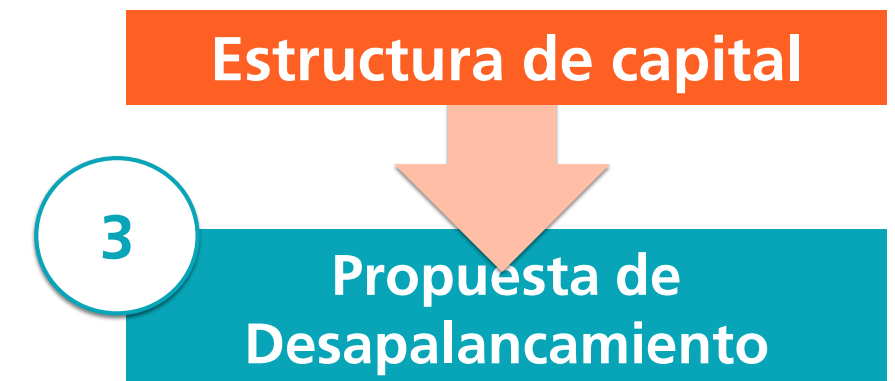 Estructura de capital
3
Propuesta de
Desapalancamiento